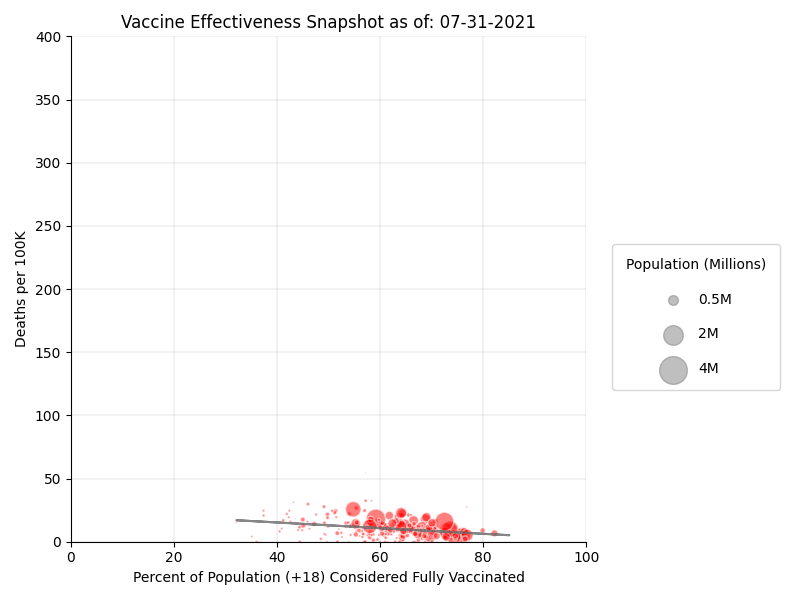 Vaccine Effectiveness Snapshot as of: 07-31-2021
400
350
300
250
200
150
100
50
0
Deaths per 100K
0 20 40 60 80 100
Percent of Population (+18) Considered Fully Vaccinated
Population (Millions)
0.5M
2M
4M